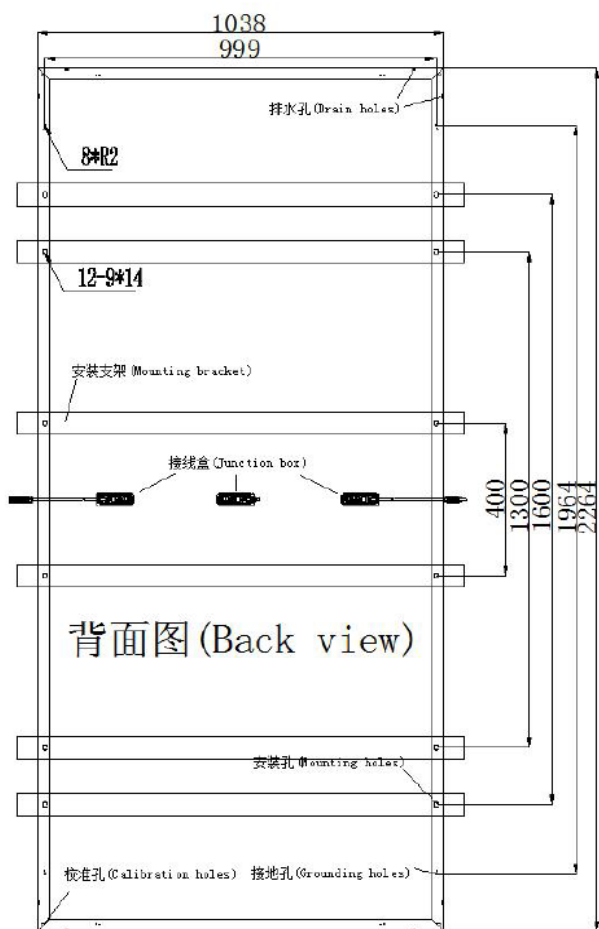 1038
999
排水孔(Drain holes)
8*R2
12-9*14
安装支架(Mounting bracket)
接线盒(Junction box)
400
1300
1600
1964
2264
背面图(Back view)
安装孔(Mounting holes)
校准孔(Calibration holes)
接地孔(Grounding holes)